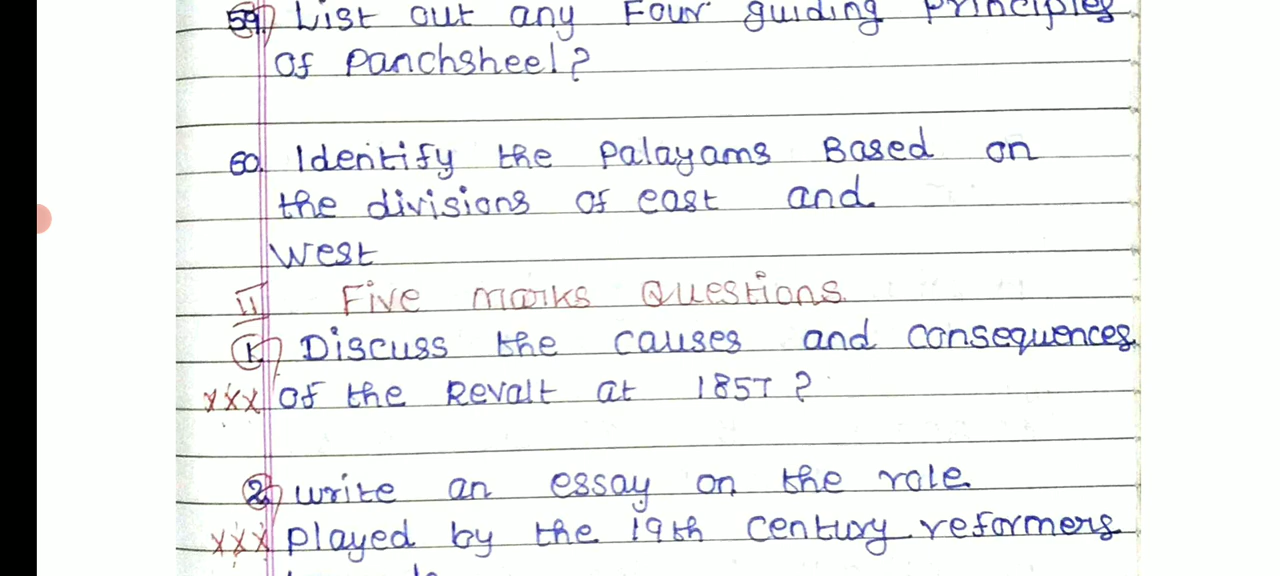 59) List out any Four guiding principles
of Panchsheel?
60. Identify the Palayams Based on
the divisions of east and
West
II Five marks Questions.
1) Discuss the causes and consequences
xxx of the Revalt at 1857?
2) write an essay on the role
xxx played by the 19th century reformers